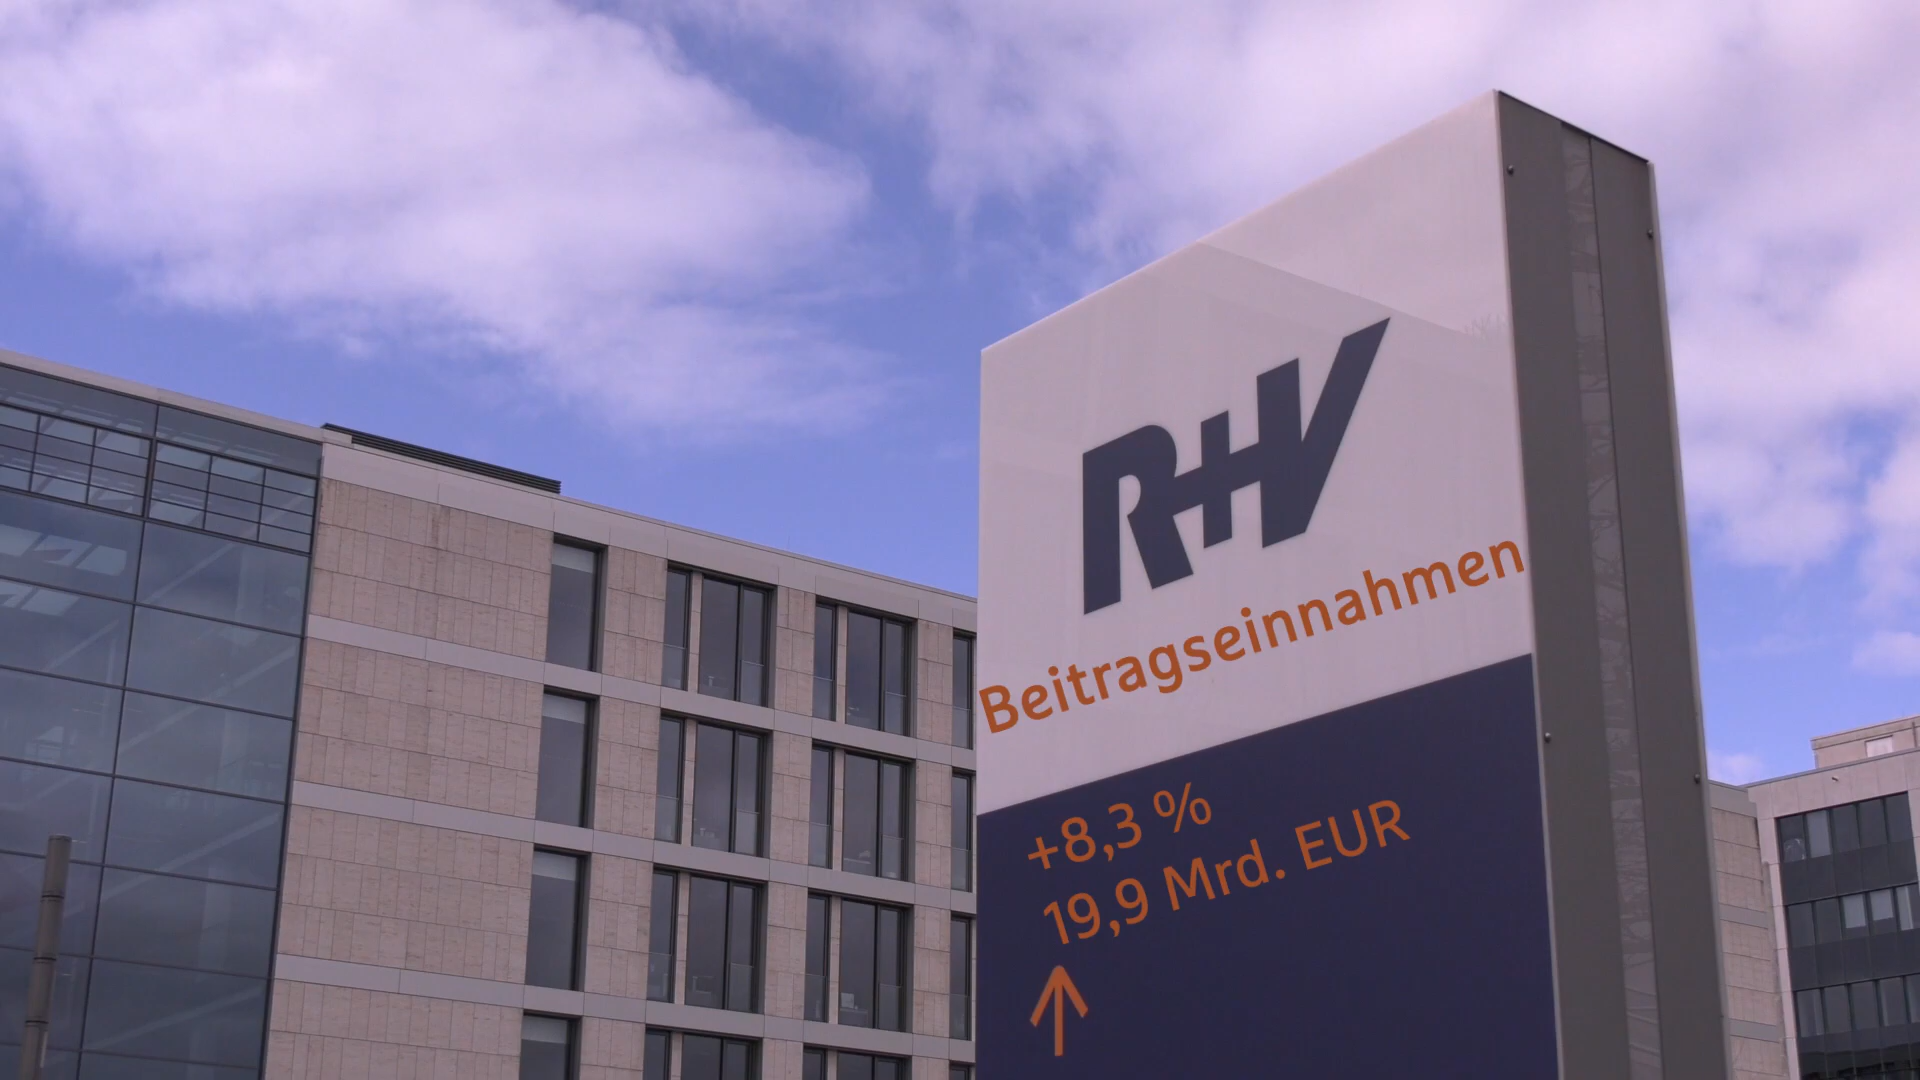 R+V
Beitragseinnahmen
+8,3 %
19,9 Mrd. EUR